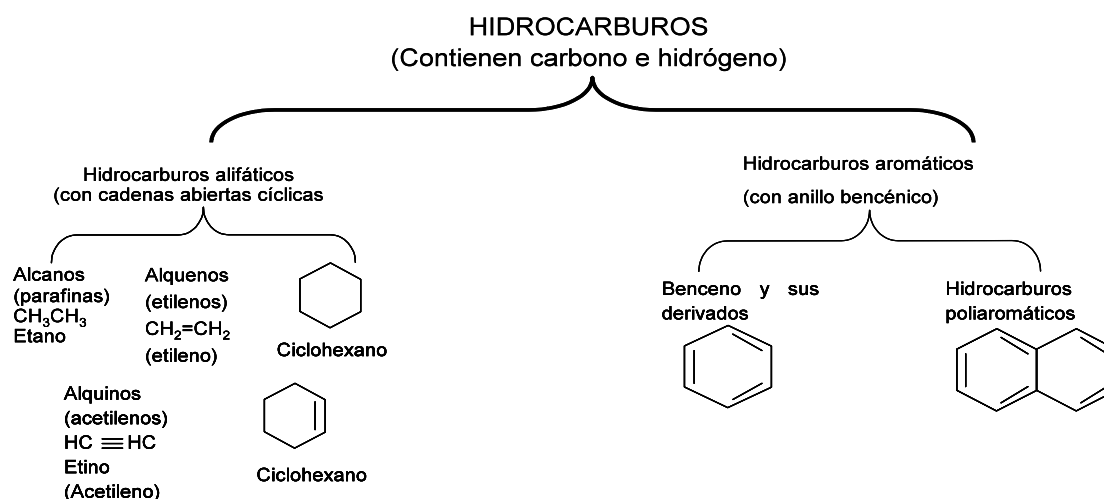 HIDROCARBUROS
(Contienen carbono e hidrógeno)
Hidrocarburos alifáticos
(con cadenas abiertas cíclicas
Alcanos
(parafinas)
CH₃CH₃
Etano
Alquenos
(etilenos)
CH₂=CH₂
(etileno)
Ciclohexano
Alquinos
(acetilenos)
HC ≡HC
Etino
(Acetileno)
Ciclohexano
Hidrocarburos aromáticos
(con anillo bencénico)
Benceno y sus
derivados
Hidrocarburos
poliaromáticos